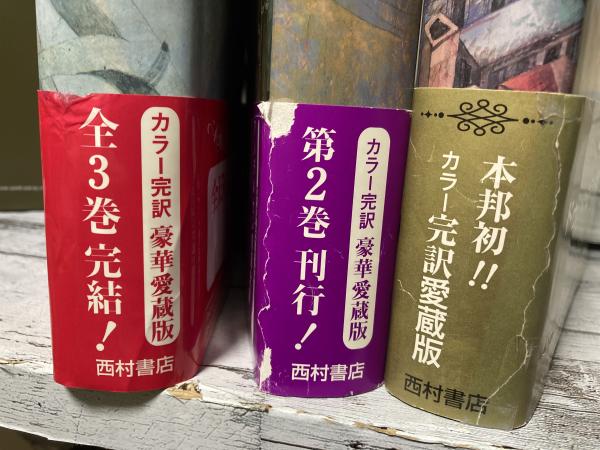 カラー完訳 豪華愛蔵版
全3巻 完結!
西村書店
カラー完訳 豪華愛蔵版
第2巻 刊行!
西村書店
本邦初!!
カラー完訳愛蔵版
西村書店